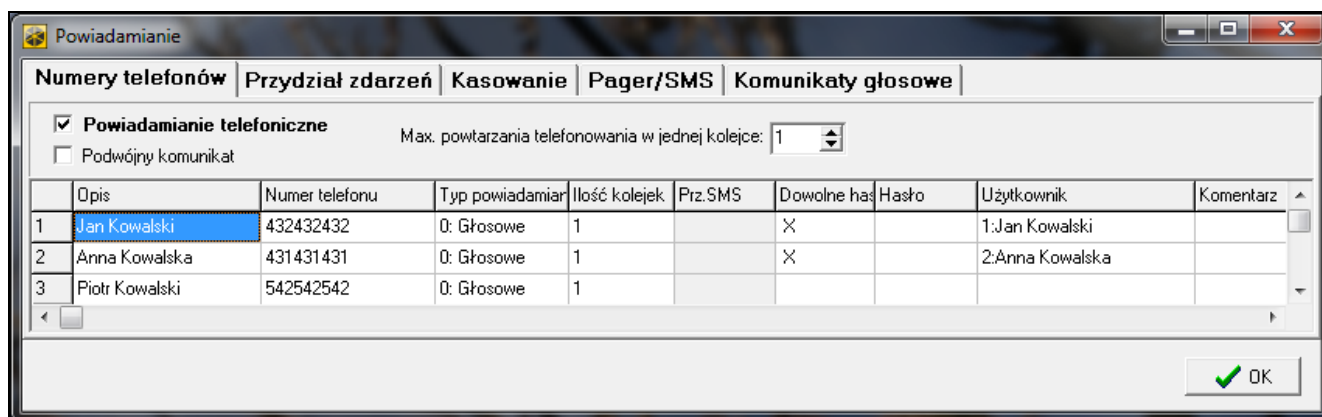 Powiadamianie
Numery telefonów Przydział zdarzeń Kasowanie Pager/SMS Komunikaty głosowe
Powiadamianie telefoniczne Max. powtarzania telefonowania w jednej kolejce: 1
Podwójny komunikat
Opis Numer telefonu Typ powiadamiar Ilość kolejek Prz.SMS Dowolne has Hasło Użytkownik Komentarz
1 Jan Kowalski 432432432 0: Głosowe 1 X 1:Jan Kowalski
2 Anna Kowalska 431431431 0: Głosowe 1 X 2:Anna Kowalska
3 Piotr Kowalski 542542542 0: Głosowe 1
OK